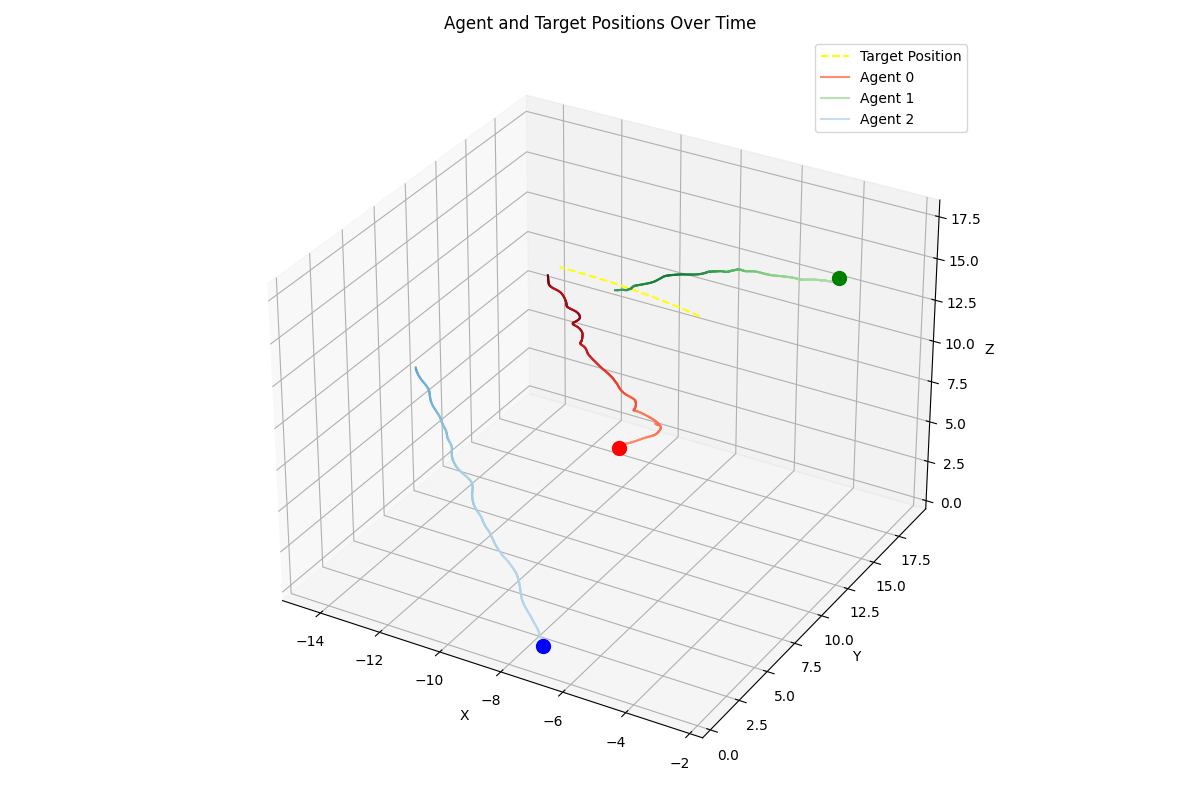 Agent and Target Positions Over Time
Target Position
Agent 0
Agent 1
Agent 2
17.5
15.0
12.5
10.0
7.5
5.0
2.5
0.0
Z
17.5
15.0
12.5
10.0
7.5
5.0
2.5
0.0
Y
−14
−12
−10
−8
−6
−4
−2
X